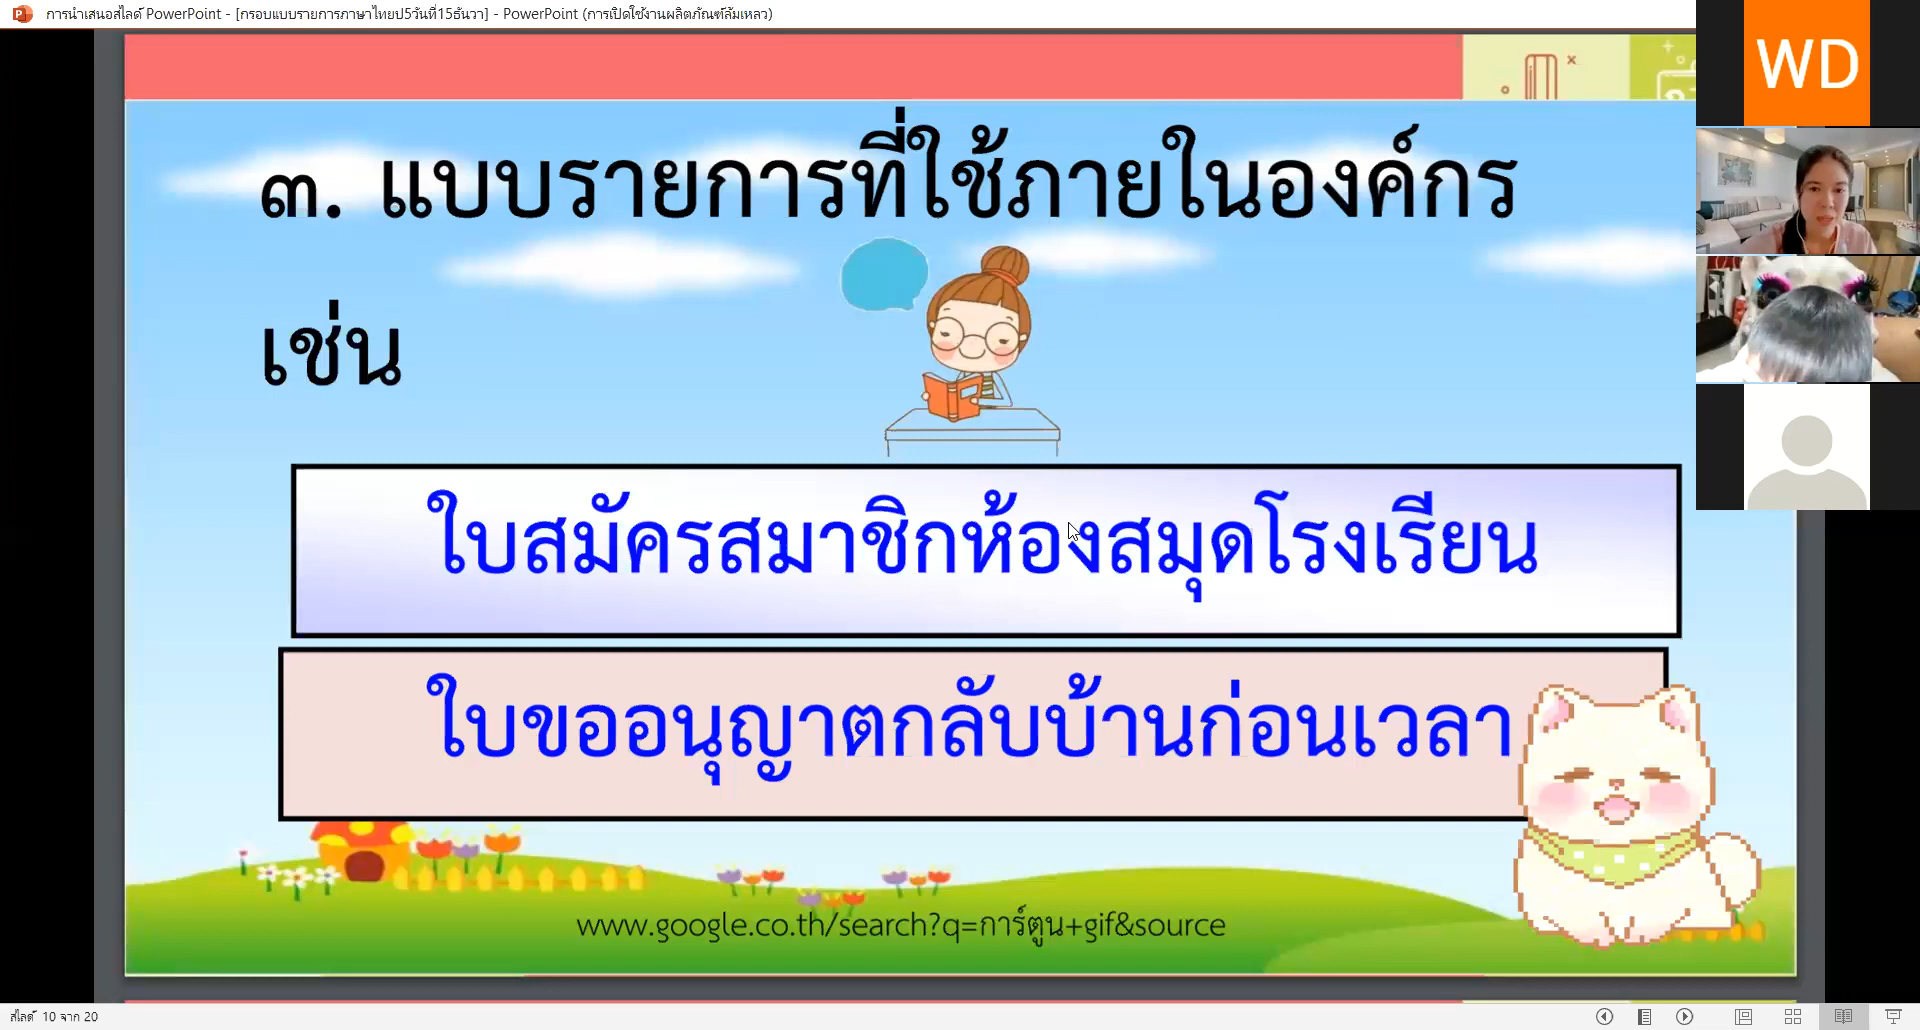 การนำเสนอสไลด์ PowerPoint - [กรอบแบบรายการภาษาไทยป5วันที่15ธันวา] - PowerPoint (การเปิดใช้งานผลิตภัณฑ์ล้มเหลว)
WD
๓. แบบรายการที่ใช้ภายในองค์กร
เช่น
ใบสมัครสมาชิกห้องสมุดโรงเรียน
ใบขออนุญาตกลับบ้านก่อนเวลา
www.google.co.th/search?q=การ์ตูน+gif&source
สไลด์ 10 จาก 20